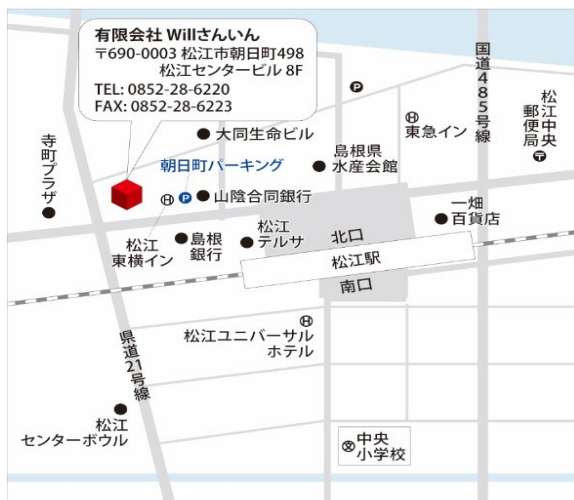 有限会社 Willさんいん
〒690-0003 松江市朝日町498
松江センタービル 8F
TEL: 0852-28-6220
FAX: 0852-28-6223
国道485号線
松江中央
郵便局
〒
P
H
東急イン
大同生命ビル
島根県
水産会館
寺町プラザ
朝日町パーキング
H
P
山陰合同銀行
一畑
百貨店
松江
東横イン
島根
銀行
松江
テルサ
北口
松江駅
南口
H
松江ユニバーサル
ホテル
県道21号線
松江
センターボウル
文
中央
小学校